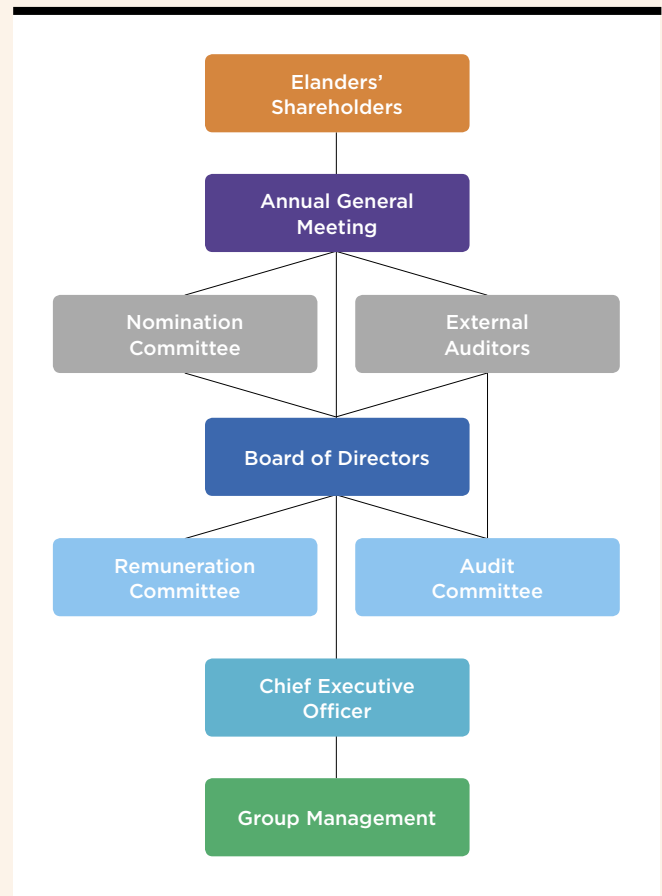 Elanders’
Shareholders
Annual General
Meeting
Nomination
Committee
External
Auditors
Board of Directors
Remuneration
Committee
Audit
Committee
Chief Executive
Officer
Group Management